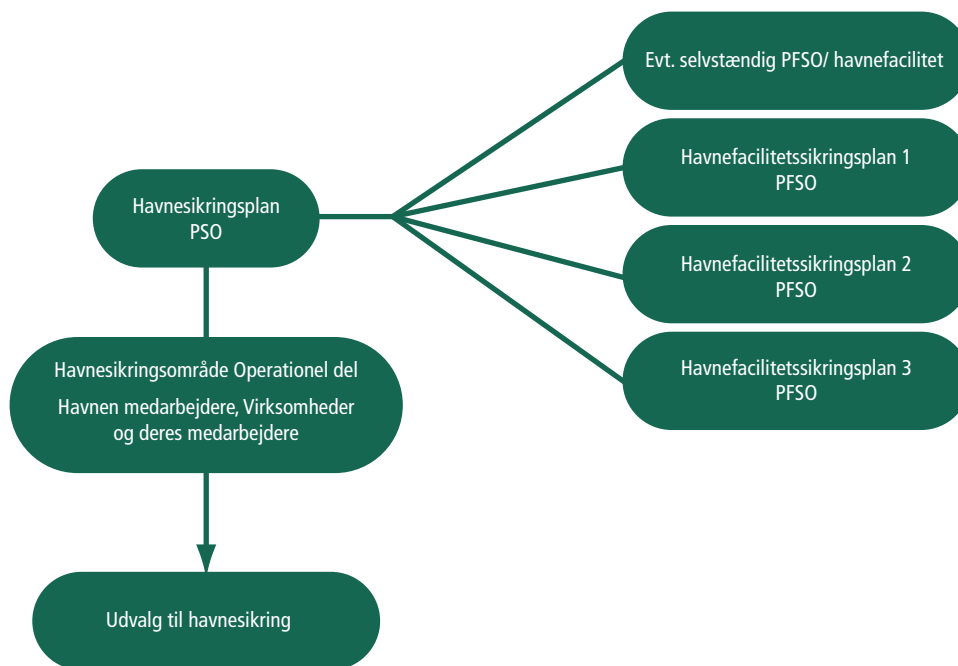 Evt. selvstændig PFSO/ havnefacilitet
Havnefacilitetssikringsplan 1
PFSO
Havnesikringsplan
PSO
Havnefacilitetssikringsplan 2
PFSO
Havnefacilitetssikringsplan 3
PFSO
Havnesikringsområde Operationel del
Havnen medarbejdere, Virksomheder
og deres medarbejdere
Udvalg til havnesikring